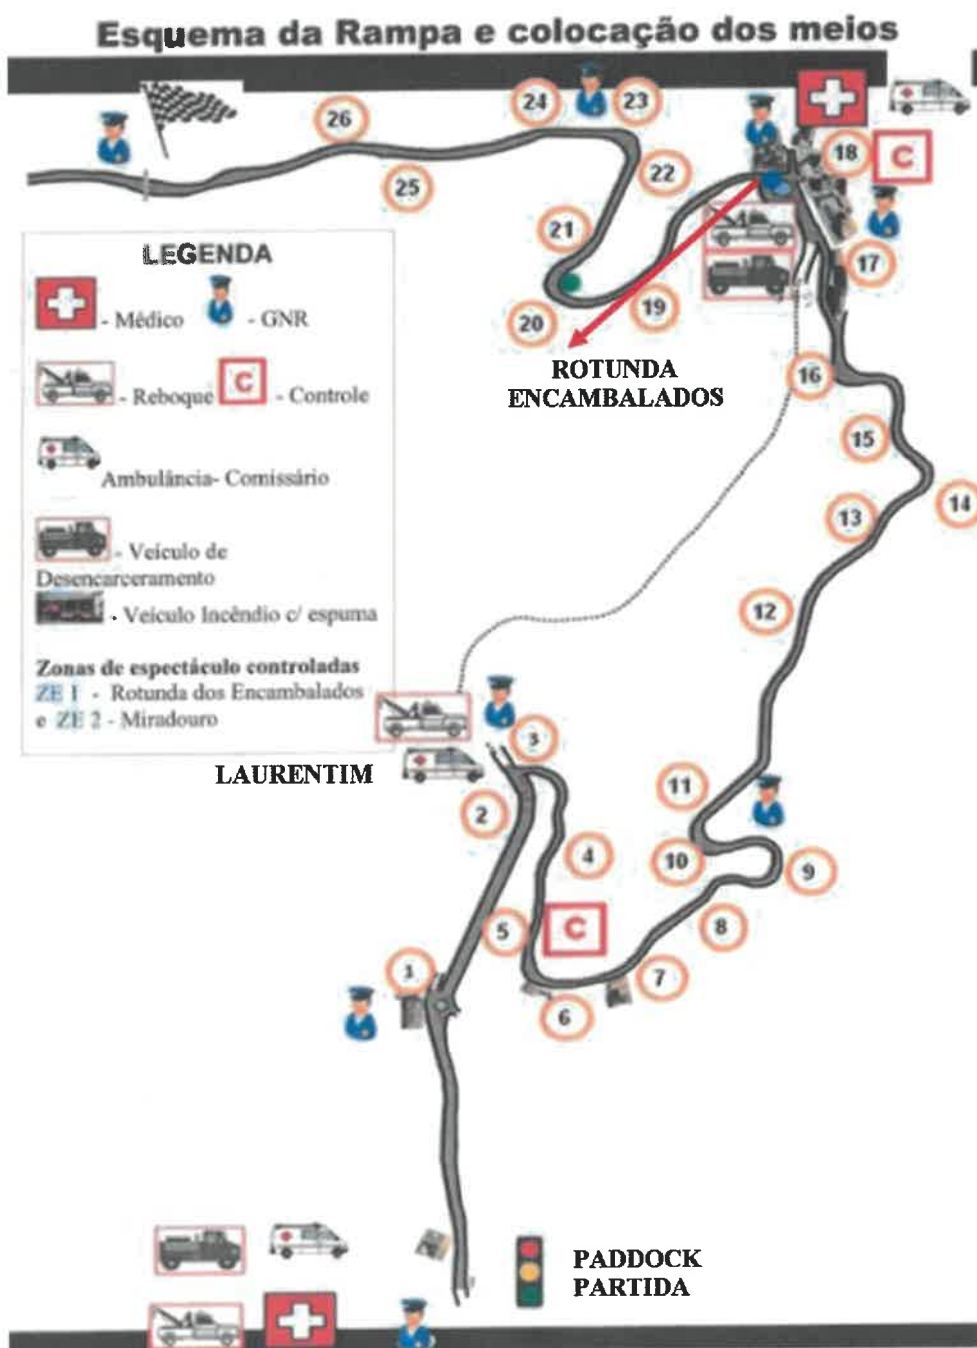 Esquema da Rampa e colocação dos meios
24
23
26
18
C
22
25
21
LEGENDA
17
- Médico
- GNR
20
19
ROTUNDA
ENCAMBALADOS
16
- Reboque
C
- Controle
15
Ambulância- Comissário
14
13
- Veículo de
Desencarceramento
- Veículo Incêndio c/ espuma
12
Zonas de espectáculo controladas
ZE 1 - Rotunda dos Encambalados
e ZE 2 - Miradouro
3
LAURENTIM
11
2
4
10
9
5
C
8
1
7
6
PADDOCK
PARTIDA